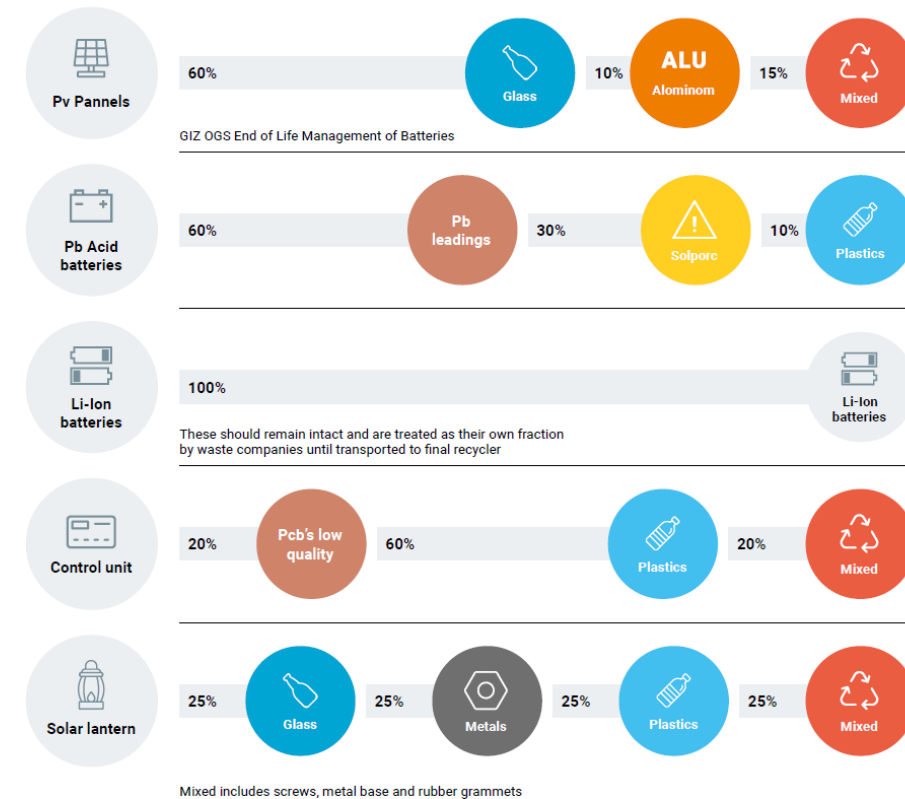 60%
Glass
10%
ALU
Alominom
15%
Mixed
Pv Pannels
GIZ OGS End of Life Management of Batteries
60%
Pb
leadings
30%
Solporc
10%
Plastics
Pb Acid
batteries
100%
Li-Ion
batteries
Li-Ion
batteries
These should remain intact and are treated as their own fraction
by waste companies until transported to final recycler
20%
Pcb's low
quality
60%
Plastics
20%
Mixed
Control unit
25%
Glass
25%
Metals
25%
Plastics
25%
Mixed
Solar lantern
Mixed includes screws, metal base and rubber grammets